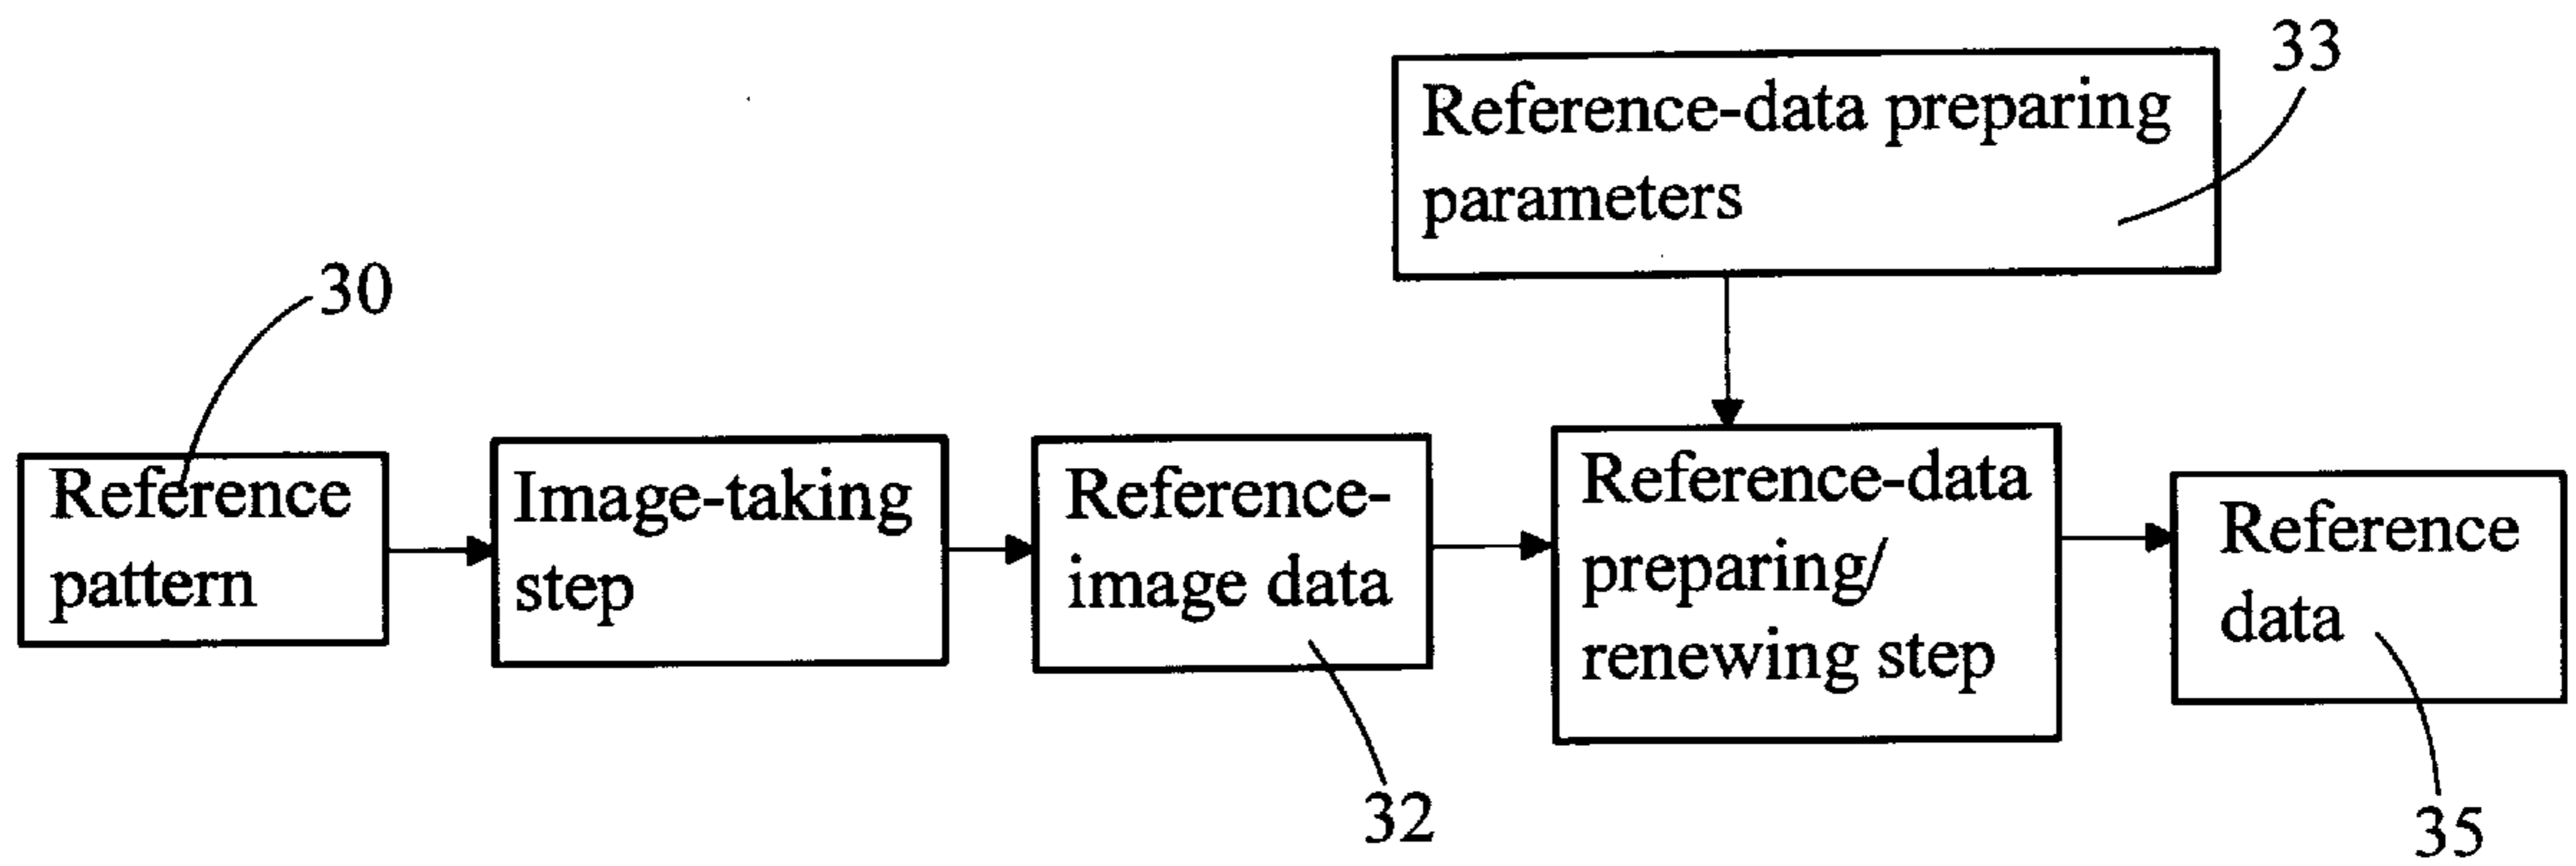 33
Reference-data preparing
parameters
30
Reference
pattern
Image-taking
step
Reference-
image data
Reference-data
preparing/
renewing step
Reference
data
32
35